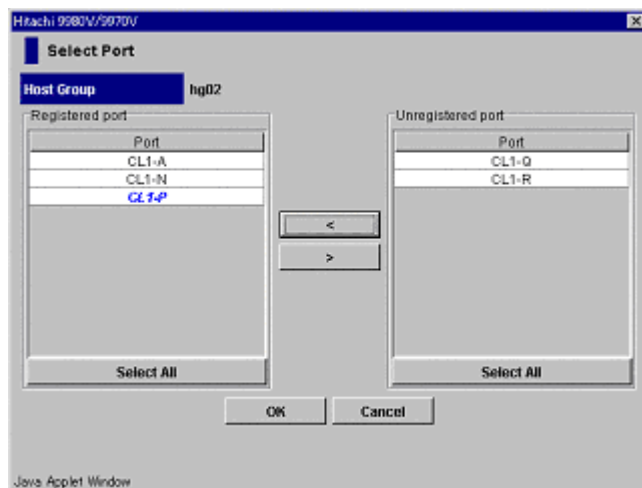 Hitachi 9980V/9970V
Select Port
Host Group hg02
Registered port
Port
CL1-A
CL1-N
CL1-P
Select All
<
>
Unregistered port
Port
CL1-Q
CL1-R
Select All
OK Cancel
Java Applet Window